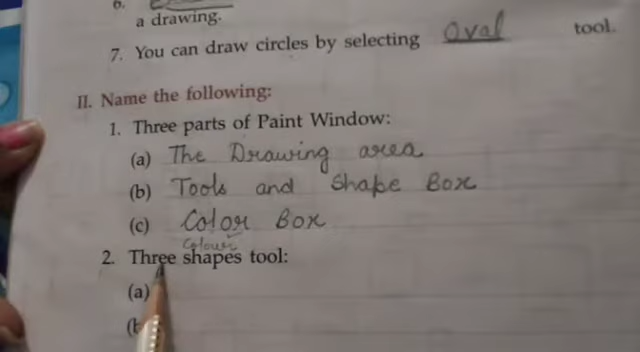 6.
a drawing.
7. You can draw circles by selecting Oval tool.
II. Name the following:
1. Three parts of Paint Window:
(a) The Drawing area
(b) Tools and Shape Box
(c) Color Box
Colour
2. Three shapes tool:
(a)
(b